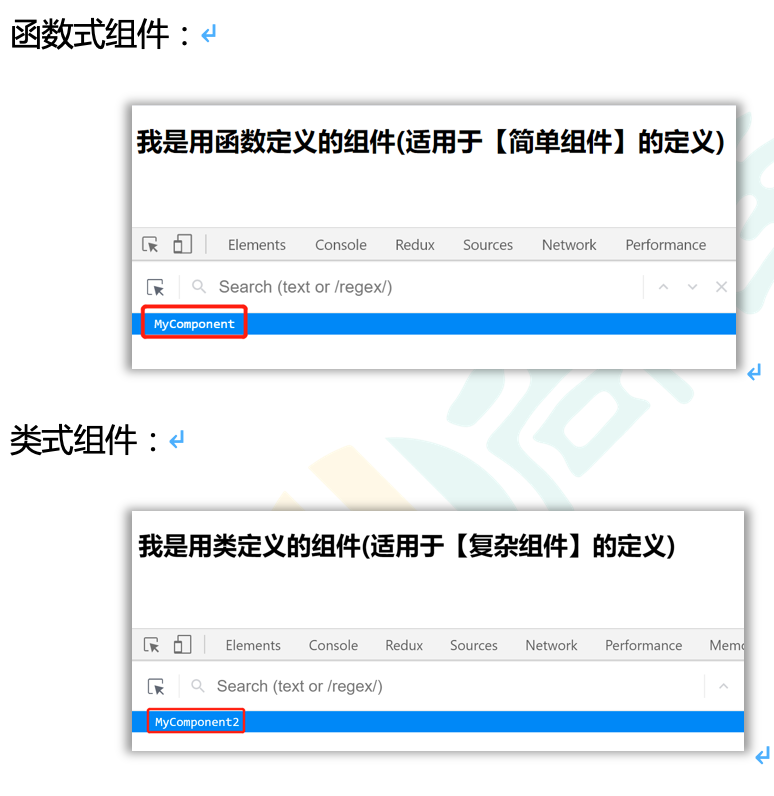 函数式组件：
我是用函数定义的组件(适用于【简单组件】的定义)
Elements Console Redux Sources Network Performance
Search (text or /regex/)
MyComponent
类式组件：
我是用类定义的组件(适用于【复杂组件】的定义)
Elements Console Redux Sources Network Performance
Search (text or /regex/)
MyComponent2